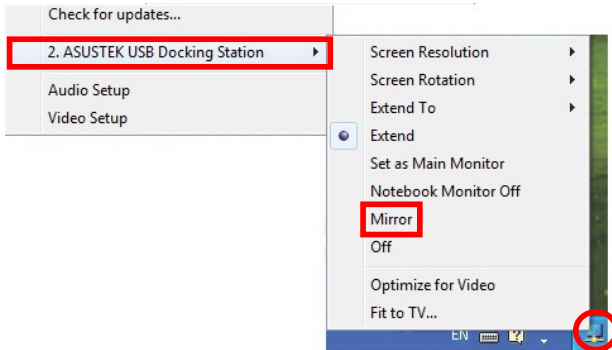 Check for updates...
2. ASUSTEK USB Docking Station
Audio Setup
Video Setup
Screen Resolution
Screen Rotation
Extend To
Extend
Set as Main Monitor
Notebook Monitor Off
Mirror
Off
Optimize for Video
Fit to TV...
EN